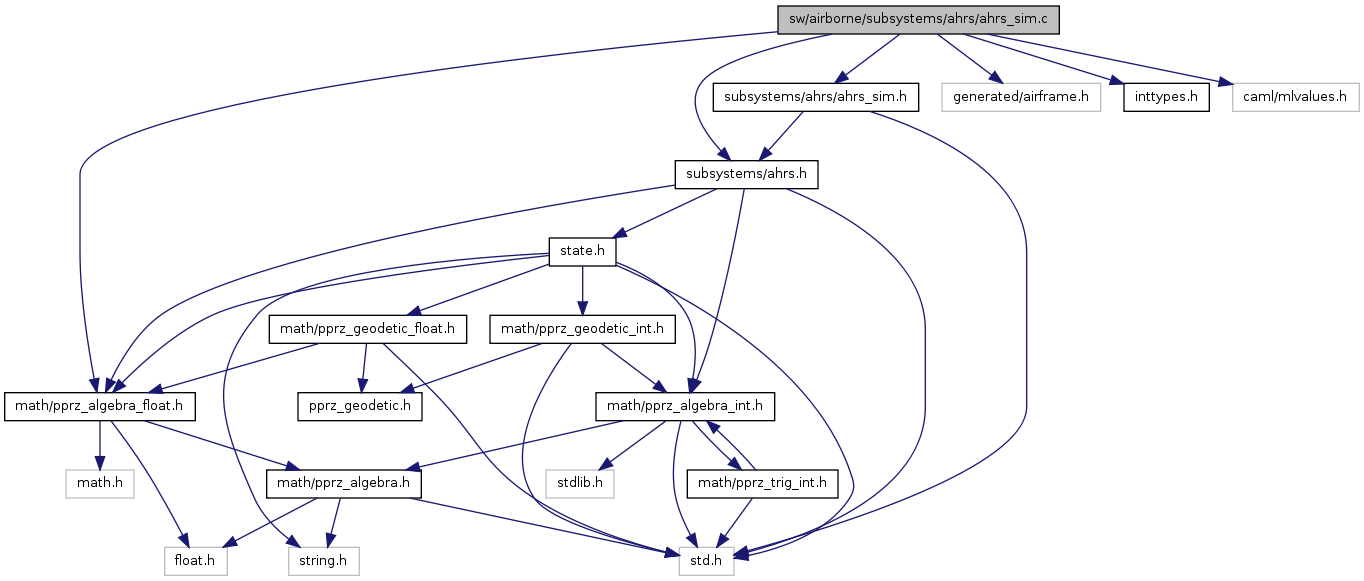 sw/airborne/subsystems/ahrs/ahrs_sim.c
subsystems/ahrs/ahrs_sim.h
generated/airframe.h
inttypes.h
caml/mlvalues.h
subsystems/ahrs.h
state.h
math/pprz_geodetic_float.h
math/pprz_geodetic_int.h
math/pprz_algebra_float.h
pprz_geodetic.h
math/pprz_algebra_int.h
math.h
math/pprz_algebra.h
stdlib.h
math/pprz_trig_int.h
float.h
string.h
std.h